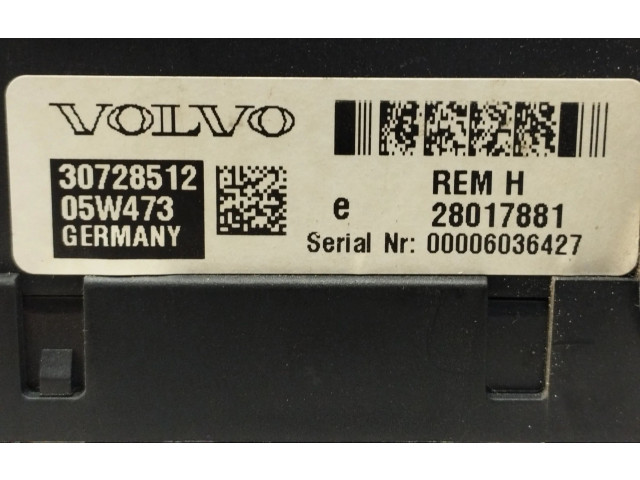 VOLVO
30728512
05W473
GERMANY
REM H
e 28017881
Serial Nr: 00006036427